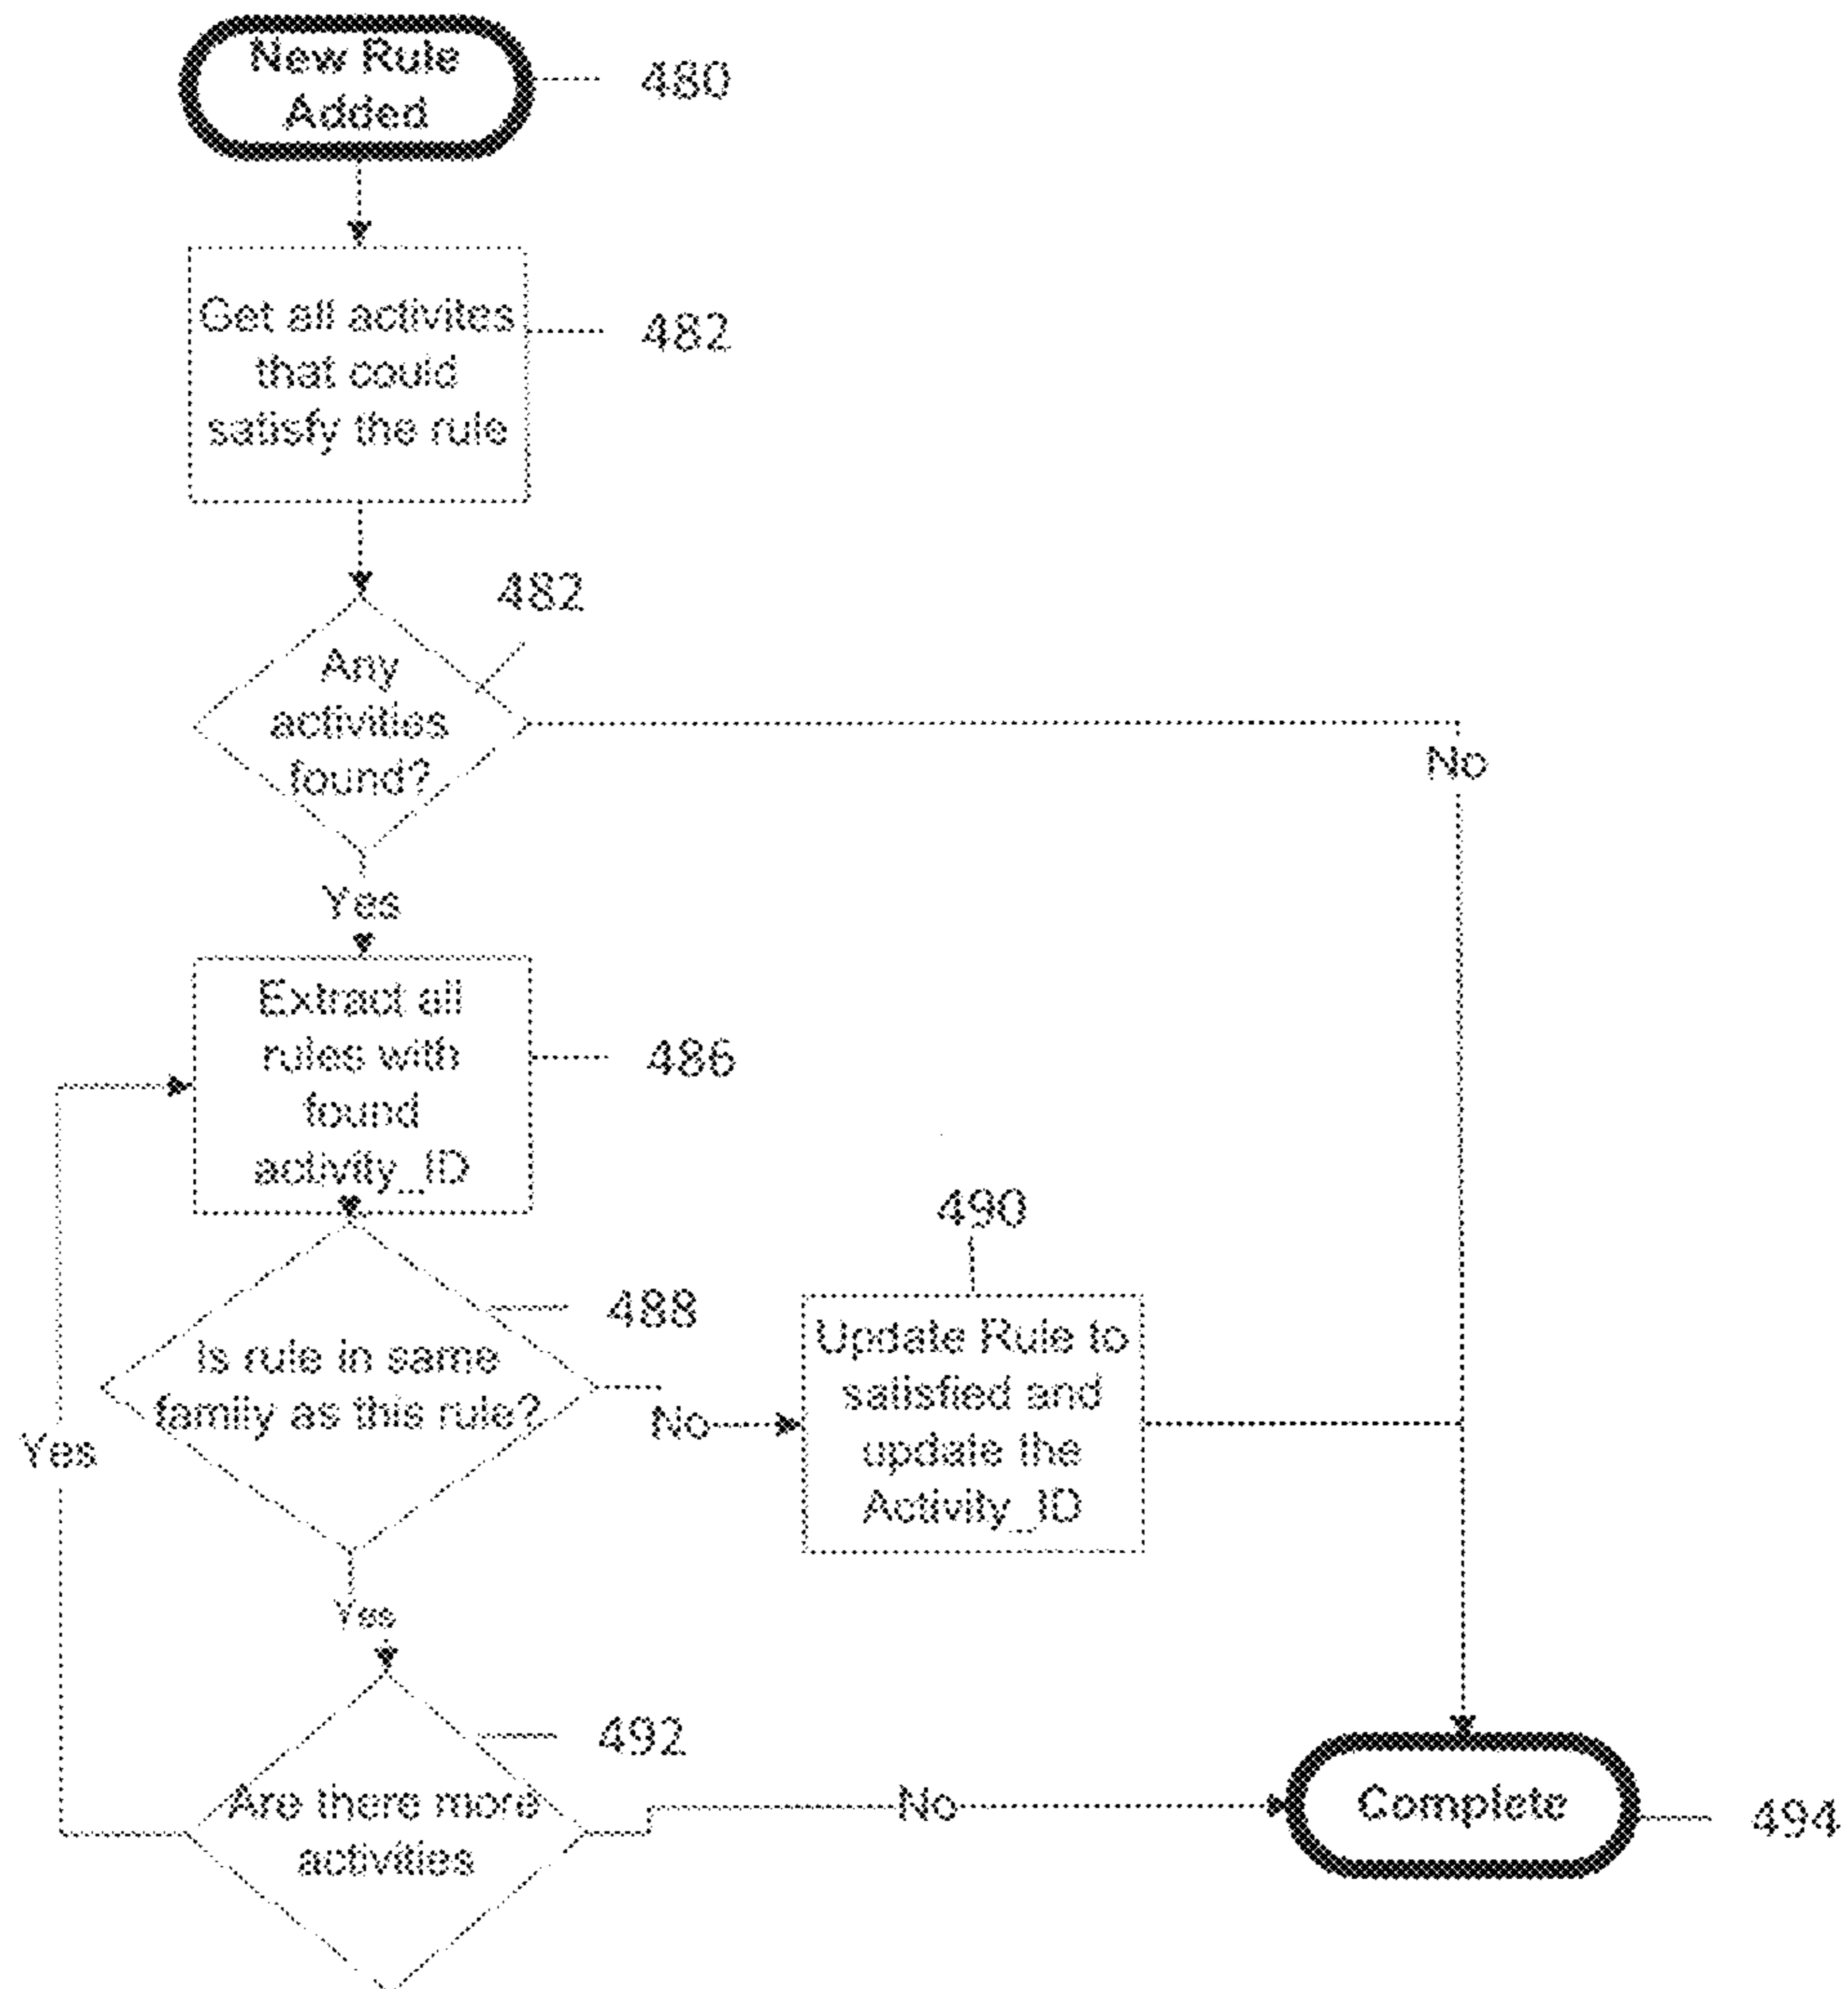 New Rule
Added
480
Get all activites
that could
satisfy the rule
482
482
Any
activities
found?
No
Yes
Extract all
rules with
found
activity_ID
486
490
488
Is rule in same
family as this rule?
No
Update Rule to
satisfied and
update the
Activity_ID
Yes
Yes
492
Are there more
activities
No
Complete
494